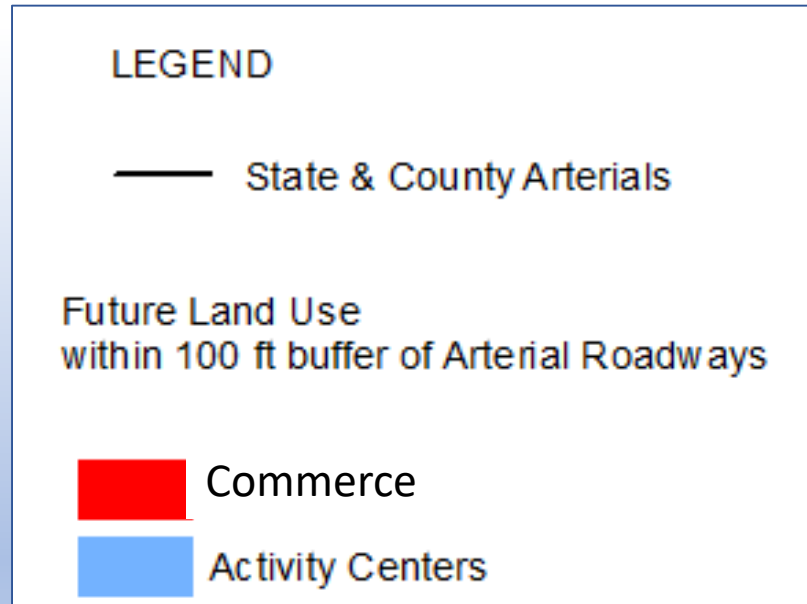 LEGEND
State & County Arterials
Future Land Use
within 100 ft buffer of Arterial Roadways
Commerce
Activity Centers